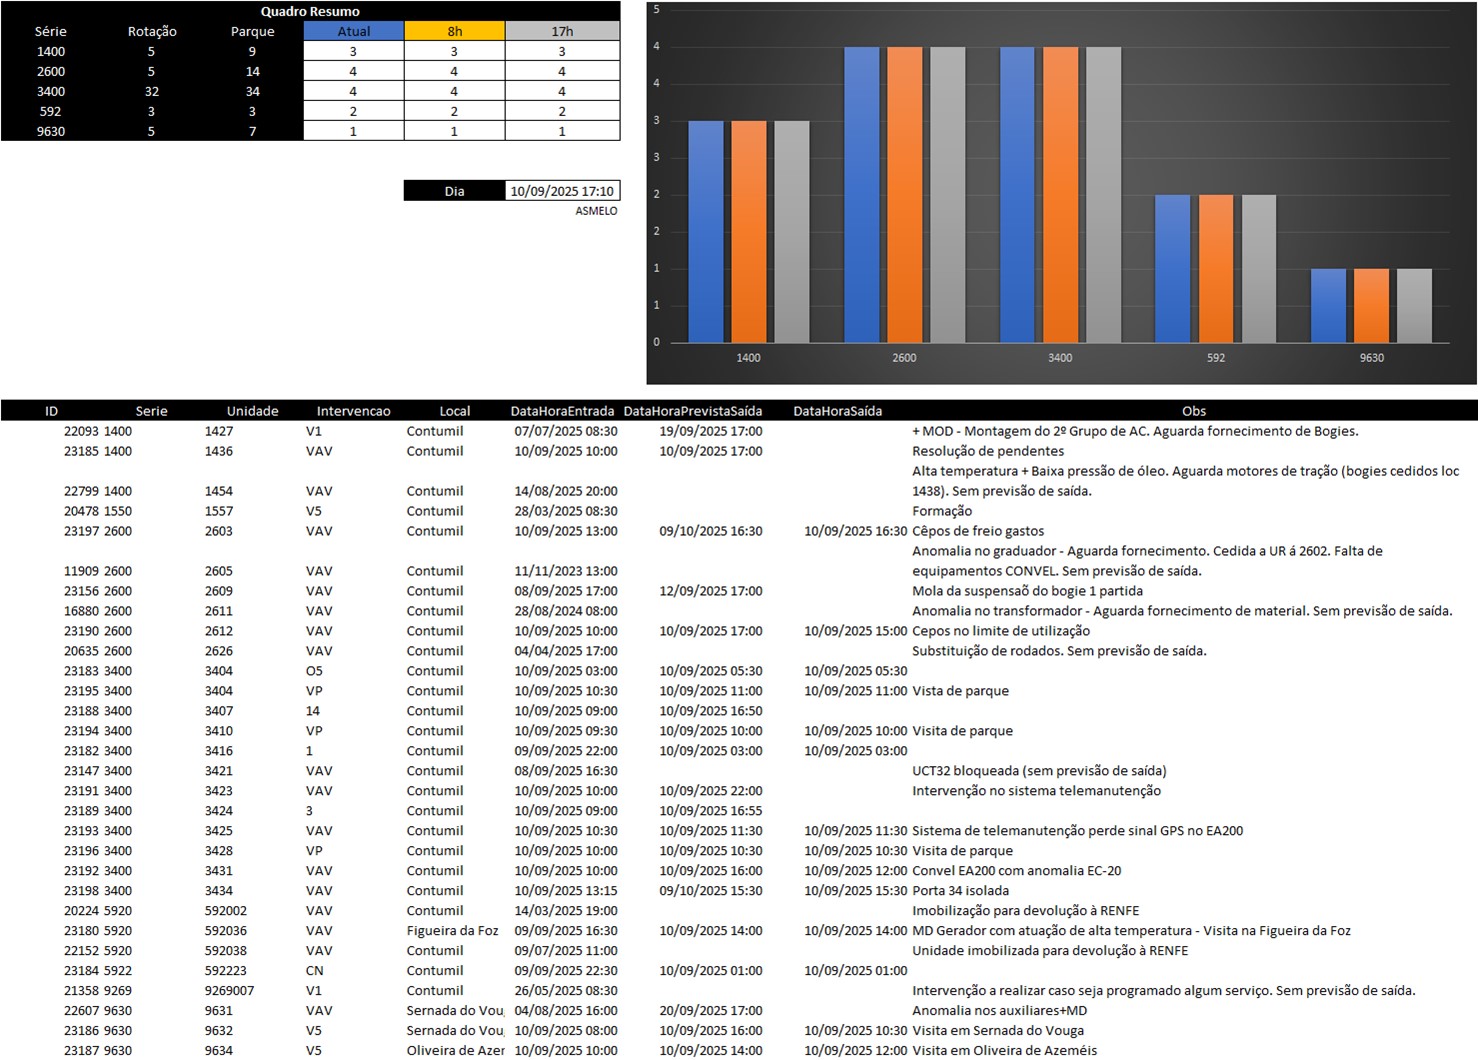 Quadro Resumo
Série Rotação Parque Atual 8h 17h
1400 5 9 3 3 3
2600 5 14 4 4 4
3400 32 34 4 4 4
592 3 3 2 2 2
9630 5 7 1 1 1
Dia 10/09/2025 17:10
ASMELO
5
4
4
3
3
2
2
1
1
0
1400 2600 3400 592 9630
ID Serie Unidade Intervencao Local DataHoraEntrada DataHoraPrevistaSaída DataHoraSaída Obs
22093 1400 1427 V1 Contumil 07/07/2025 08:30 19/09/2025 17:00 + MOD - Montagem do 2º Grupo de AC. Aguarda fornecimento de Bogies.
23185 1400 1436 VAV Contumil 10/09/2025 10:00 10/09/2025 17:00 Resolução de pendentes
Alta temperatura + Baixa pressão de óleo. Aguarda motores de tração (bogies cedidos loc
22799 1400 1454 VAV Contumil 14/08/2025 20:00 1438). Sem previsão de saída.
20478 1550 1557 V5 Contumil 28/03/2025 08:30 Formação
23197 2600 2603 VAV Contumil 10/09/2025 13:00 09/10/2025 16:30 10/09/2025 16:30 Cêpos de freio gastos
Anomalia no graduador - Aguarda fornecimento. Cedida a UR á 2602. Falta de
11909 2600 2605 VAV Contumil 11/11/2023 13:00 equipamentos CONVEL. Sem previsão de saída.
23156 2600 2609 VAV Contumil 08/09/2025 17:00 12/09/2025 17:00 Mola da suspensaõ do bogie 1 partida
16880 2600 2611 VAV Contumil 28/08/2024 08:00 Anomalia no transformador - Aguarda fornecimento de material. Sem previsão de saída.
23190 2600 2612 VAV Contumil 10/09/2025 10:00 10/09/2025 17:00 10/09/2025 15:00 Cepos no limite de utilização
20635 2600 2626 VAV Contumil 04/04/2025 17:00 Substituição de rodados. Sem previsão de saída.
23183 3400 3404 O5 Contumil 10/09/2025 03:00 10/09/2025 05:30 10/09/2025 05:30
23195 3400 3404 VP Contumil 10/09/2025 10:30 10/09/2025 11:00 10/09/2025 11:00 Vista de parque
23188 3400 3407 14 Contumil 10/09/2025 09:00 10/09/2025 16:50
23194 3400 3410 VP Contumil 10/09/2025 09:30 10/09/2025 10:00 10/09/2025 10:00 Visita de parque
23182 3400 3416 1 Contumil 09/09/2025 22:00 10/09/2025 03:00 10/09/2025 03:00
23147 3400 3421 VAV Contumil 08/09/2025 16:30 UCT32 bloqueada (sem previsão de saída)
23191 3400 3423 VAV Contumil 10/09/2025 10:00 10/09/2025 22:00 Intervenção no sistema telemanutenção
23189 3400 3424 3 Contumil 10/09/2025 09:00 10/09/2025 16:55
23193 3400 3425 VAV Contumil 10/09/2025 10:30 10/09/2025 11:30 10/09/2025 11:30 Sistema de telemanutenção perde sinal GPS no EA200
23196 3400 3428 VP Contumil 10/09/2025 10:00 10/09/2025 10:30 10/09/2025 10:30 Visita de parque
23192 3400 3431 VAV Contumil 10/09/2025 10:00 10/09/2025 16:00 10/09/2025 12:00 Convel EA200 com anomalia EC-20
23198 3400 3434 VAV Contumil 10/09/2025 13:15 09/10/2025 15:30 10/09/2025 15:30 Porta 34 isolada
20224 5920 592002 VAV Contumil 14/03/2025 19:00 Imobilização para devolução à RENFE
23180 5920 592036 VAV Figueira da Foz 09/09/2025 16:30 10/09/2025 14:00 10/09/2025 14:00 MD Gerador com atuação de alta temperatura - Visita na Figueira da Foz
22152 5920 592038 VAV Contumil 09/07/2025 11:00 Unidade imobilizada para devolução à RENFE
23184 5922 592223 CN Contumil 09/09/2025 22:30 10/09/2025 01:00 10/09/2025 01:00
21358 9269 9269007 V1 Contumil 26/05/2025 08:30 Intervenção a realizar caso seja programado algum serviço. Sem previsão de saída.
22607 9630 9631 VAV Sernada do Vou 04/08/2025 16:00 20/09/2025 17:00 Anomalia nos auxiliares+MD
23186 9630 9632 V5 Sernada do Vou 10/09/2025 08:00 10/09/2025 16:00 10/09/2025 10:30 Visita em Sernada do Vouga
23187 9630 9634 V5 Oliveira de Azer 10/09/2025 10:00 10/09/2025 14:00 10/09/2025 12:00 Visita em Oliveira de Azeméis